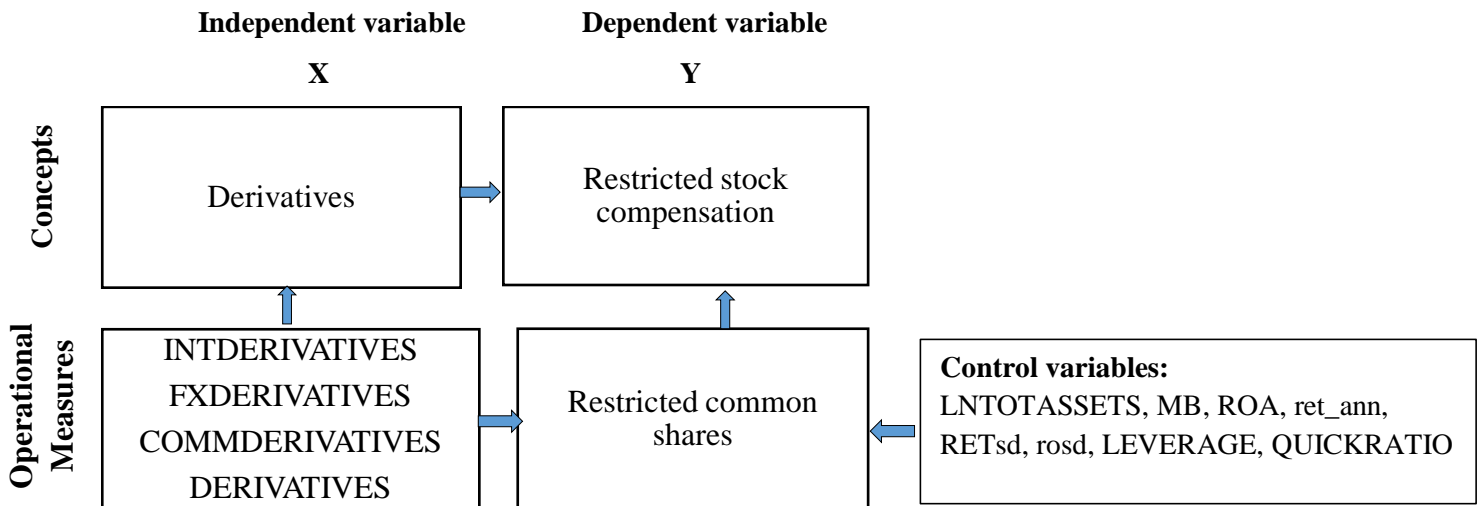 Independent variable
Dependent variable
X
Y
Concepts
Derivatives
Restricted stock
compensation
Operational
Measures
INTDERIVATIVES
FXDERIVATIVES
COMMDERIVATIVES
DERIVATIVES
Restricted common
shares
Control variables:
LNTOTASSETS, MB, ROA, ret_ann,
RETsd, rosd, LEVERAGE, QUICKRATIO